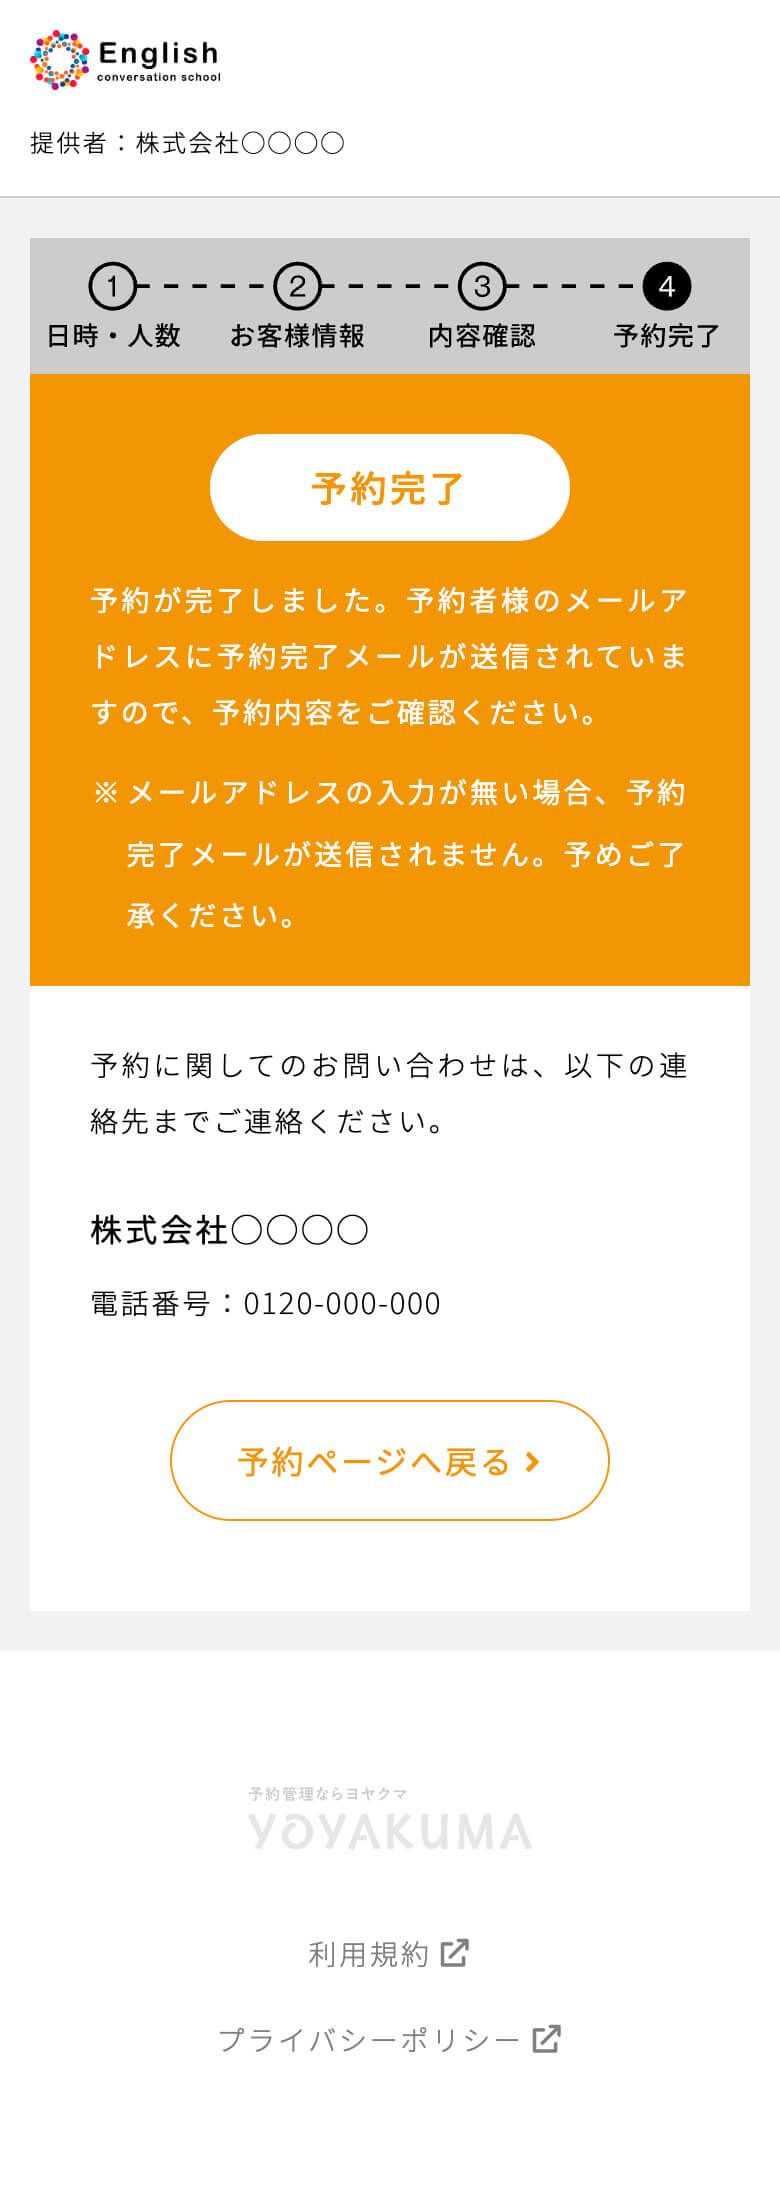 English
conversation school
提供者：株式会社〇〇〇〇
1 2 3 4
日時・人数 お客様情報 内容確認 予約完了
予約完了
予約が完了しました。予約者様のメールア
ドレスに予約完了メールが送信されていま
すので、予約内容をご確認ください。
※ メールアドレスの入力が無い場合、予約
完了メールが送信されません。予めご了
承ください。
予約に関してのお問い合わせは、以下の連
絡先までご連絡ください。
株式会社〇〇〇〇
電話番号：0120-000-000
予約ページへ戻る
予約管理ならヨヤクマ
YOYAKUMA
利用規約
プライバシーポリシー